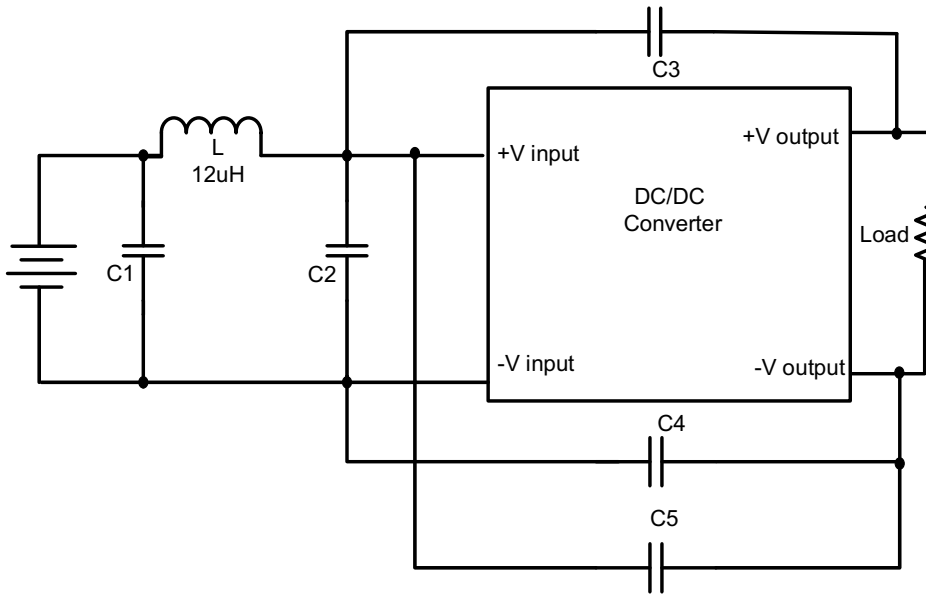 C3
L
12uH
+V input
+V output
DC/DC
Converter
Load
C1
C2
-V input
-V output
C4
C5